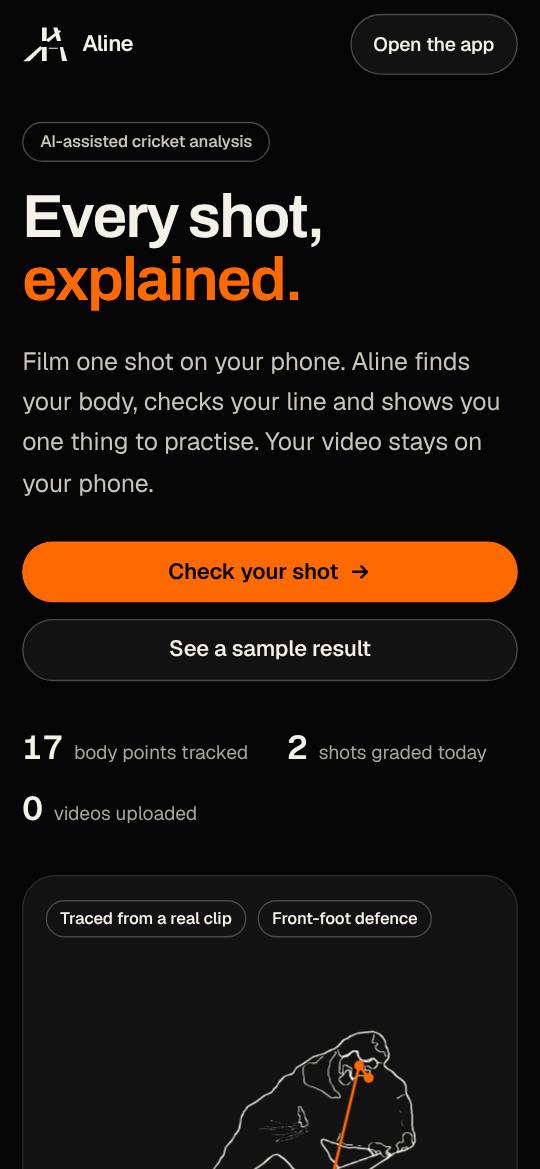 Aline
Open the app
AI-assisted cricket analysis
Every shot,
explained.
Film one shot on your phone. Aline finds
your body, checks your line and shows you
one thing to practise. Your video stays on
your phone.
Check your shot →
See a sample result
17 body points tracked
2 shots graded today
0 videos uploaded
Traced from a real clip
Front-foot defence